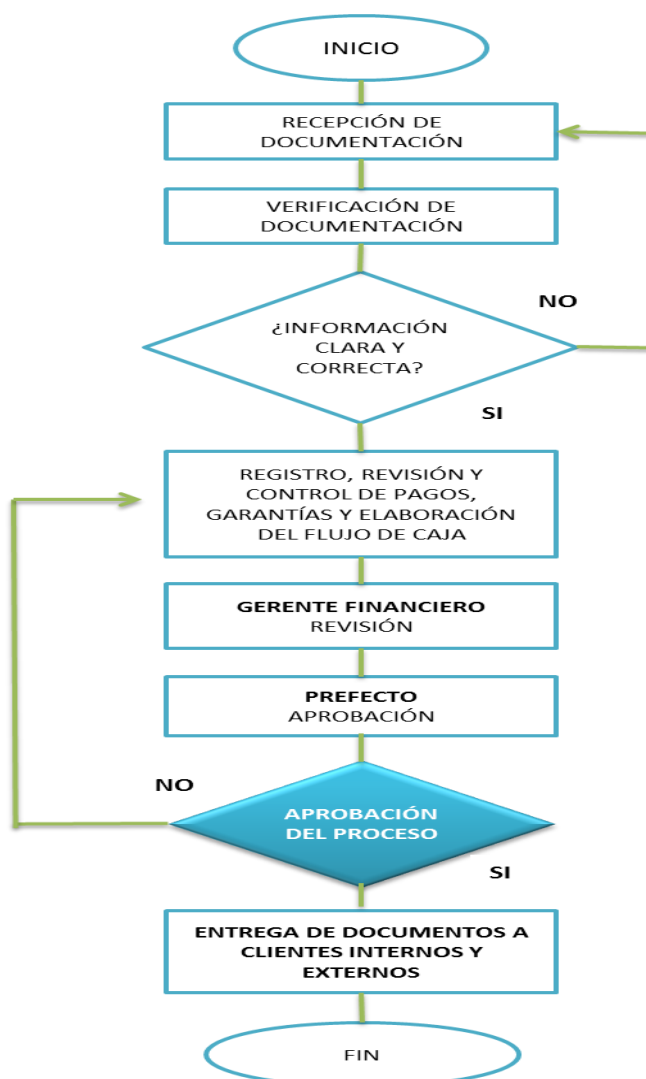 INICIO
RECEPCIÓN DE
DOCUMENTACIÓN
VERIFICACIÓN DE
DOCUMENTACIÓN
¿INFORMACIÓN
CLARA Y
CORRECTA?
NO
SI
REGISTRO, REVISIÓN Y
CONTROL DE PAGOS,
GARANTÍAS Y ELABORACIÓN
DEL FLUJO DE CAJA
GERENTE FINANCIERO
REVISIÓN
PREFECTO
APROBACIÓN
NO
APROBACIÓN
DEL PROCESO
SI
ENTREGA DE DOCUMENTOS A
CLIENTES INTERNOS Y
EXTERNOS
FIN